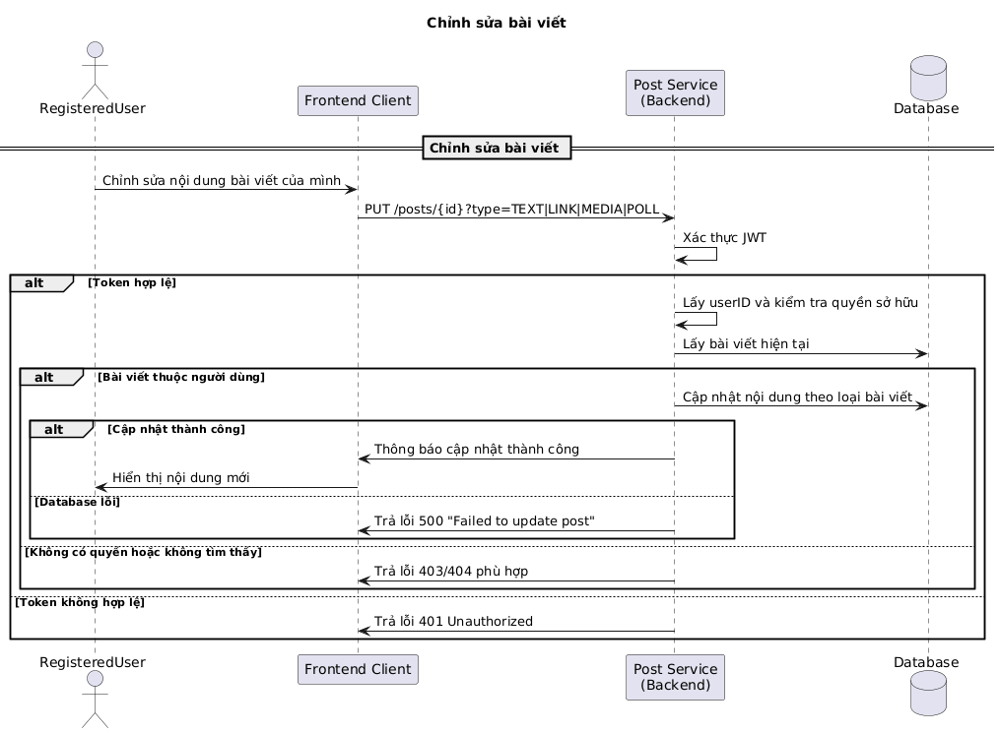 Chỉnh sửa bài viết
RegisteredUser
Frontend Client
Post Service
(Backend)
Database
Chỉnh sửa bài viết
Chỉnh sửa nội dung bài viết của mình
PUT /posts/{id}?type=TEXT|LINK|MEDIA|POLL
Xác thực JWT
alt [Token hợp lệ]
Lấy userID và kiểm tra quyền sở hữu
Lấy bài viết hiện tại
alt [Bài viết thuộc người dùng]
Cập nhật nội dung theo loại bài viết
alt [Cập nhật thành công]
Thông báo cập nhật thành công
Hiển thị nội dung mới
[Database lỗi]
Trả lỗi 500 "Failed to update post"
[Không có quyền hoặc không tìm thấy]
Trả lỗi 403/404 phù hợp
[Token không hợp lệ]
Trả lỗi 401 Unauthorized
RegisteredUser
Frontend Client
Post Service
(Backend)
Database